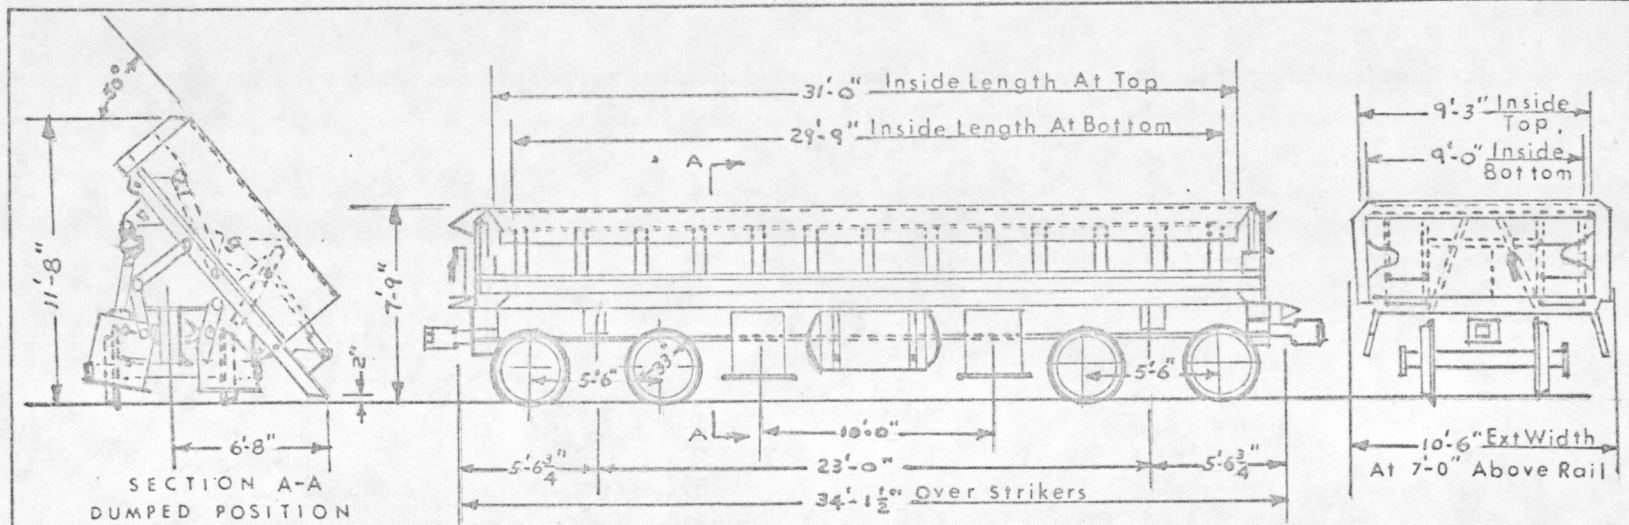 50°
31'-0" Inside Length At Top
29'-9" Inside Length At Bottom
9'-3" Inside
Top,
9'-0" Inside
Bottom
A
11'-8"
7'-9"
2"
33"
5'-6"
5'-6"
A
10'-0"
6'-8"
5'-6 3/4"
23'-0"
5'-6 3/4"
34'-1 1/2" Over Strikers
10'-6" Ext Width
At 7'-0" Above Rail
SECTION A-A
DUMPED POSITION